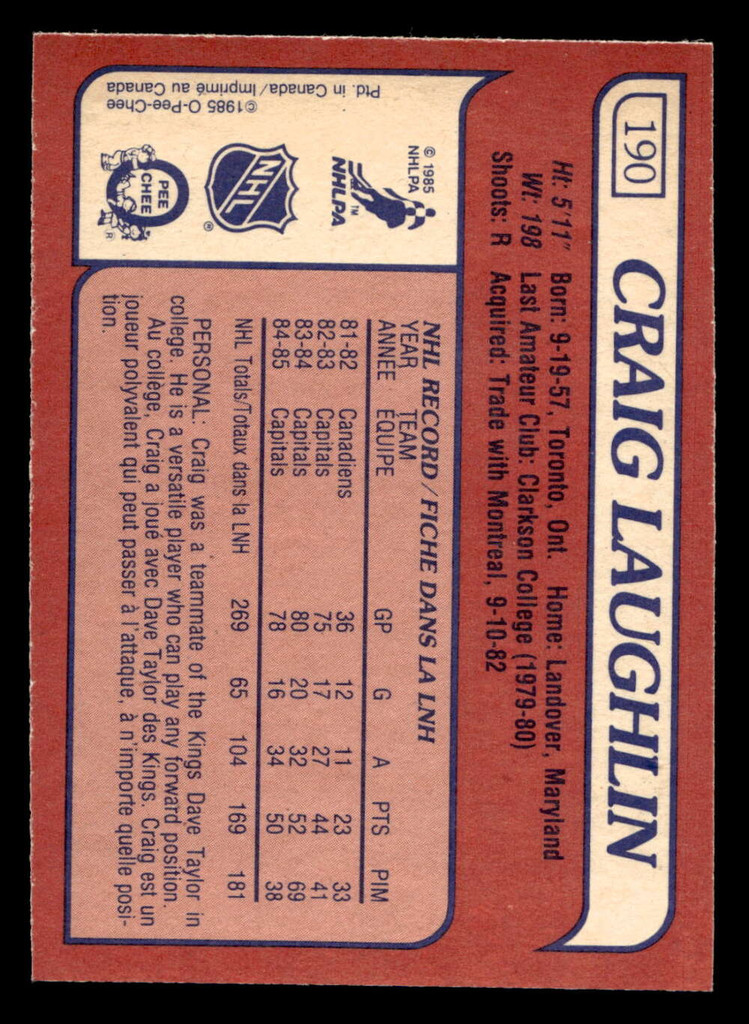 190
CRAIG LAUGHLIN
Ht: 5'11" Born: 9-19-57, Toronto, Ont. Home: Landover, Maryland
Wt: 198 Last Amateur Club: Clarkson College (1979-80)
Shoots: R Acquired: Trade with Montreal, 9-10-82
© 1985
NHLPA
NHLPA™
NHL
®
O
PEE
CHEE
®
©1985 O-Pee-Chee
Ptd. in Canada/Imprimé au Canada
NHL RECORD/FICHE DANS LA LNH
YEAR TEAM
ANNÉE ÉQUIPE GP G A PTS PIM
81-82 Canadiens 36 12 11 23 33
82-83 Capitals 75 17 27 44 41
83-84 Capitals 80 20 32 52 69
84-85 Capitals 78 16 34 50 38
NHL Totals/Totaux dans la LNH 269 65 104 169 181
PERSONAL: Craig was a teammate of the Kings Dave Taylor in
college. He is a versatile player who can play any forward position.
Au collège, Craig a joué avec Dave Taylor des Kings. Craig est un
joueur polyvalent qui peut passer à l'attaque, à n'importe quelle posi-
tion.